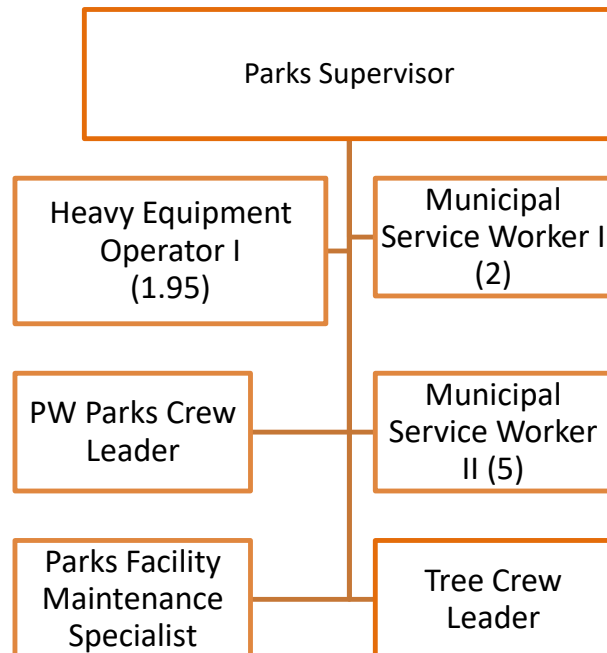 Parks Supervisor
Heavy Equipment
Operator I
(1.95)
Municipal
Service Worker I
(2)
PW Parks Crew
Leader
Municipal
Service Worker
II (5)
Parks Facility
Maintenance
Specialist
Tree Crew
Leader